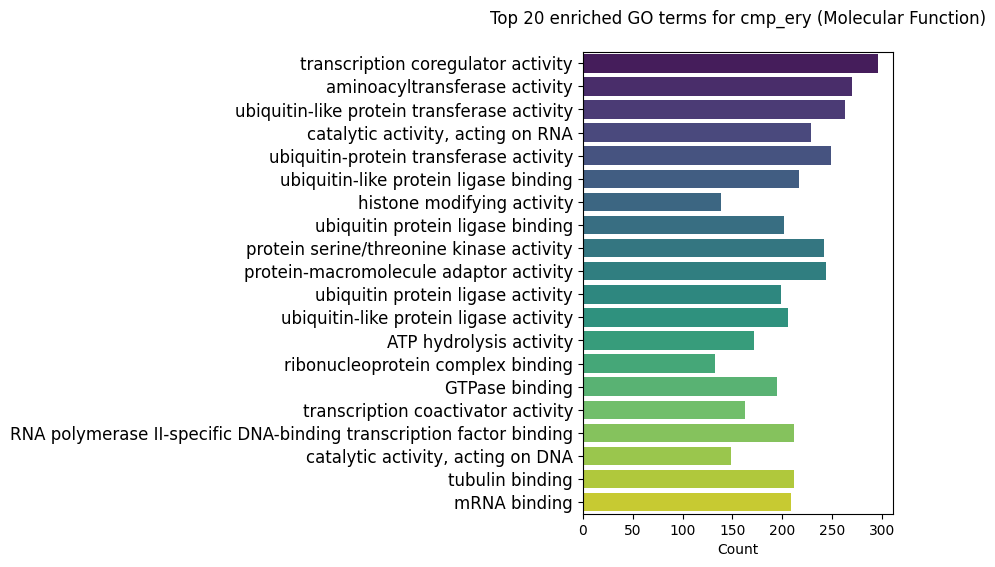 Top 20 enriched GO terms for cmp_ery (Molecular Function)
transcription coregulator activity
aminoacyltransferase activity
ubiquitin-like protein transferase activity
catalytic activity, acting on RNA
ubiquitin-protein transferase activity
ubiquitin-like protein ligase binding
histone modifying activity
ubiquitin protein ligase binding
protein serine/threonine kinase activity
protein-macromolecule adaptor activity
ubiquitin protein ligase activity
ubiquitin-like protein ligase activity
ATP hydrolysis activity
ribonucleoprotein complex binding
GTPase binding
transcription coactivator activity
RNA polymerase II-specific DNA-binding transcription factor binding
catalytic activity, acting on DNA
tubulin binding
mRNA binding
0 50 100 150 200 250 300
Count